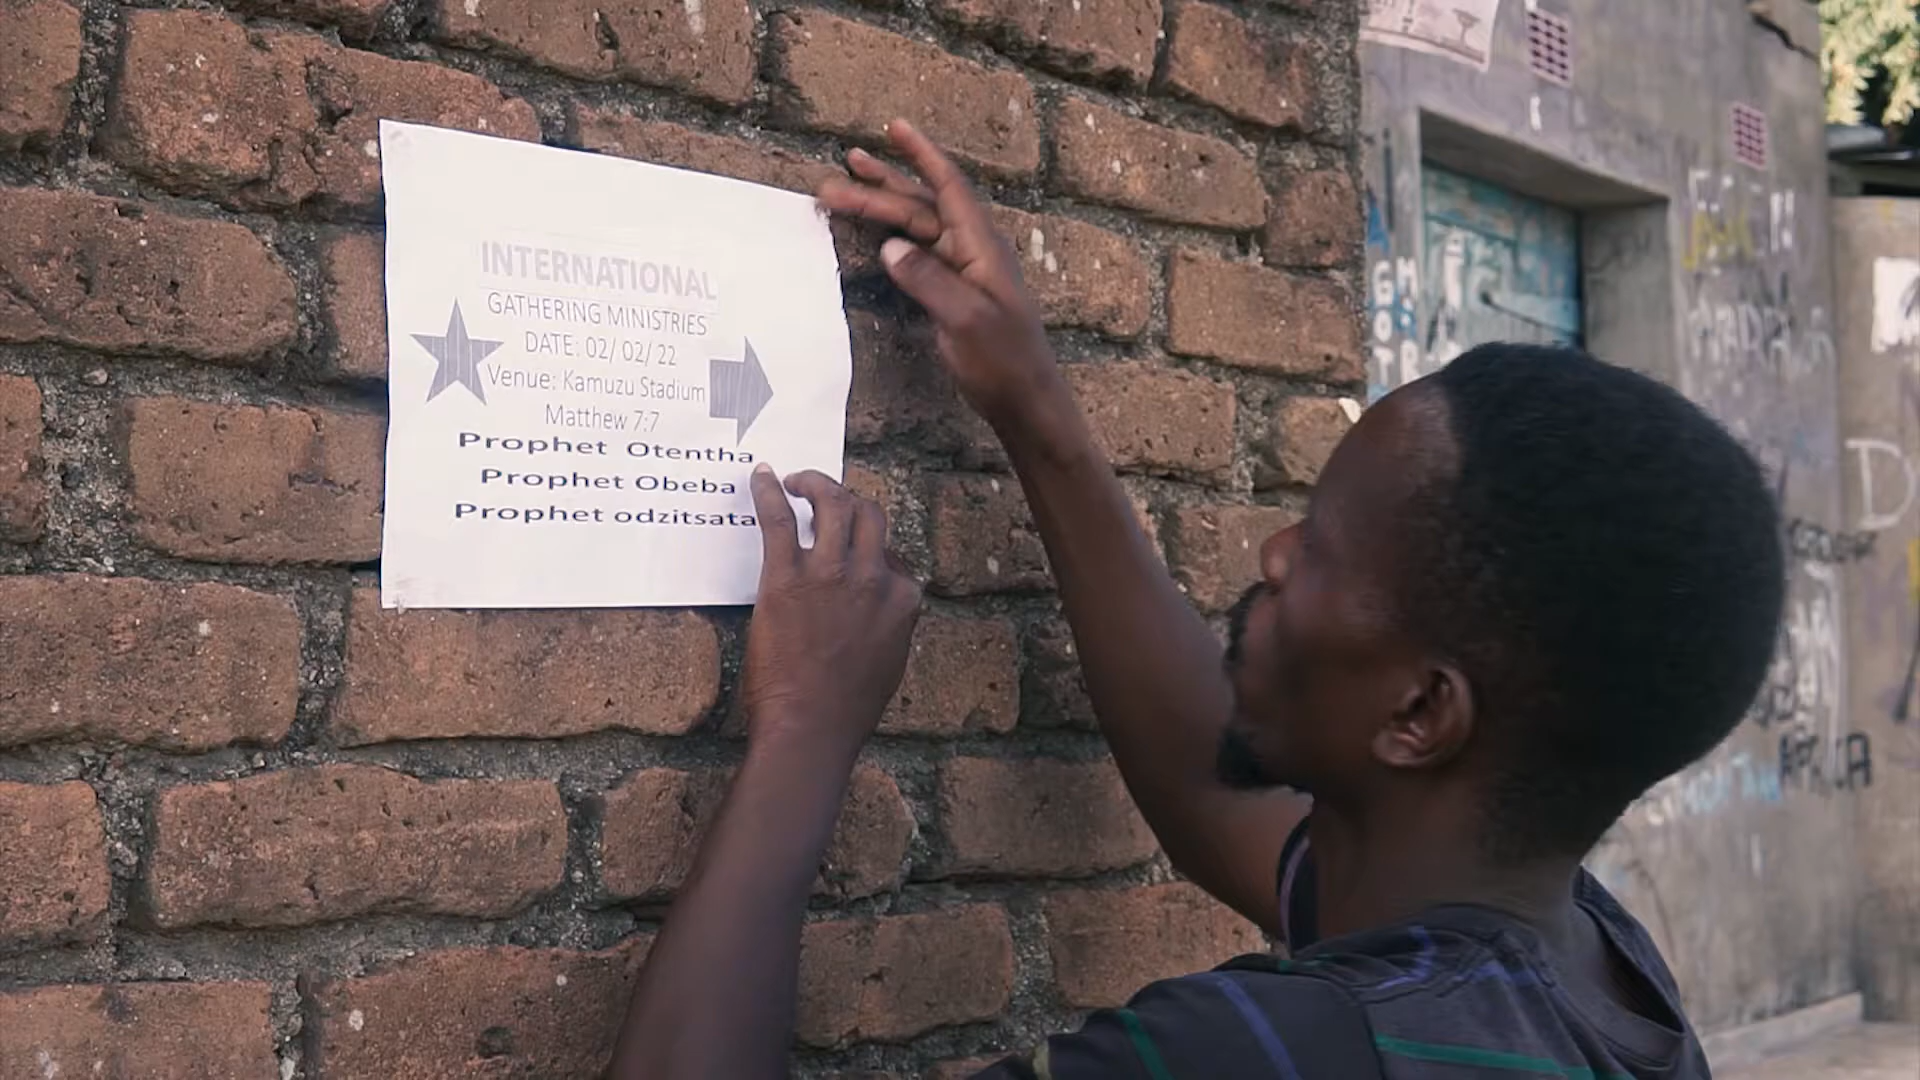 INTERNATIONAL
GATHERING MINISTRIES
DATE: 02/ 02/ 22
Venue: Kamuzu Stadium
Matthew 7:7
Prophet Otentha
Prophet Obeba
Prophet odzitsata